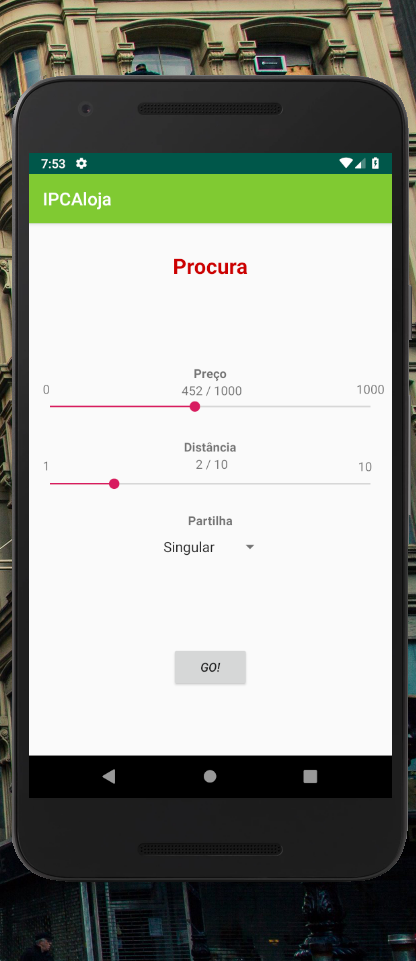 7:53
IPCAloja
Procura
Preço
0 452 / 1000 1000
Distância
1 2 / 10 10
Partilha
Singular
GO!